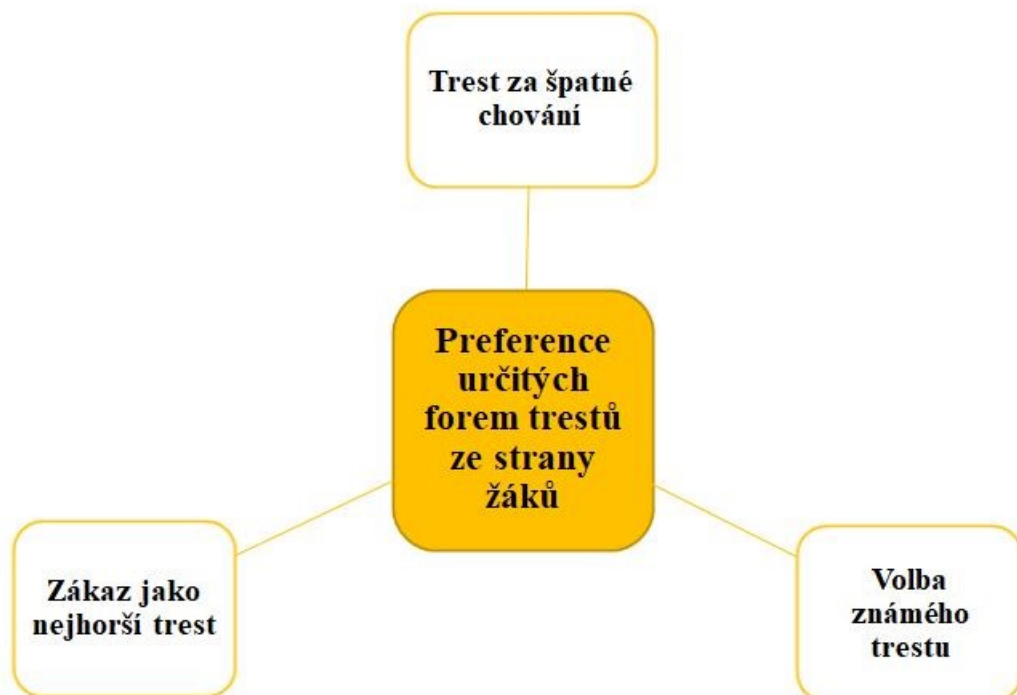 Trest za špatné
chování
Preference
určitých
forem trestů
ze strany
žáků
Zákaz jako
nejhorší trest
Volba
známého
trestu